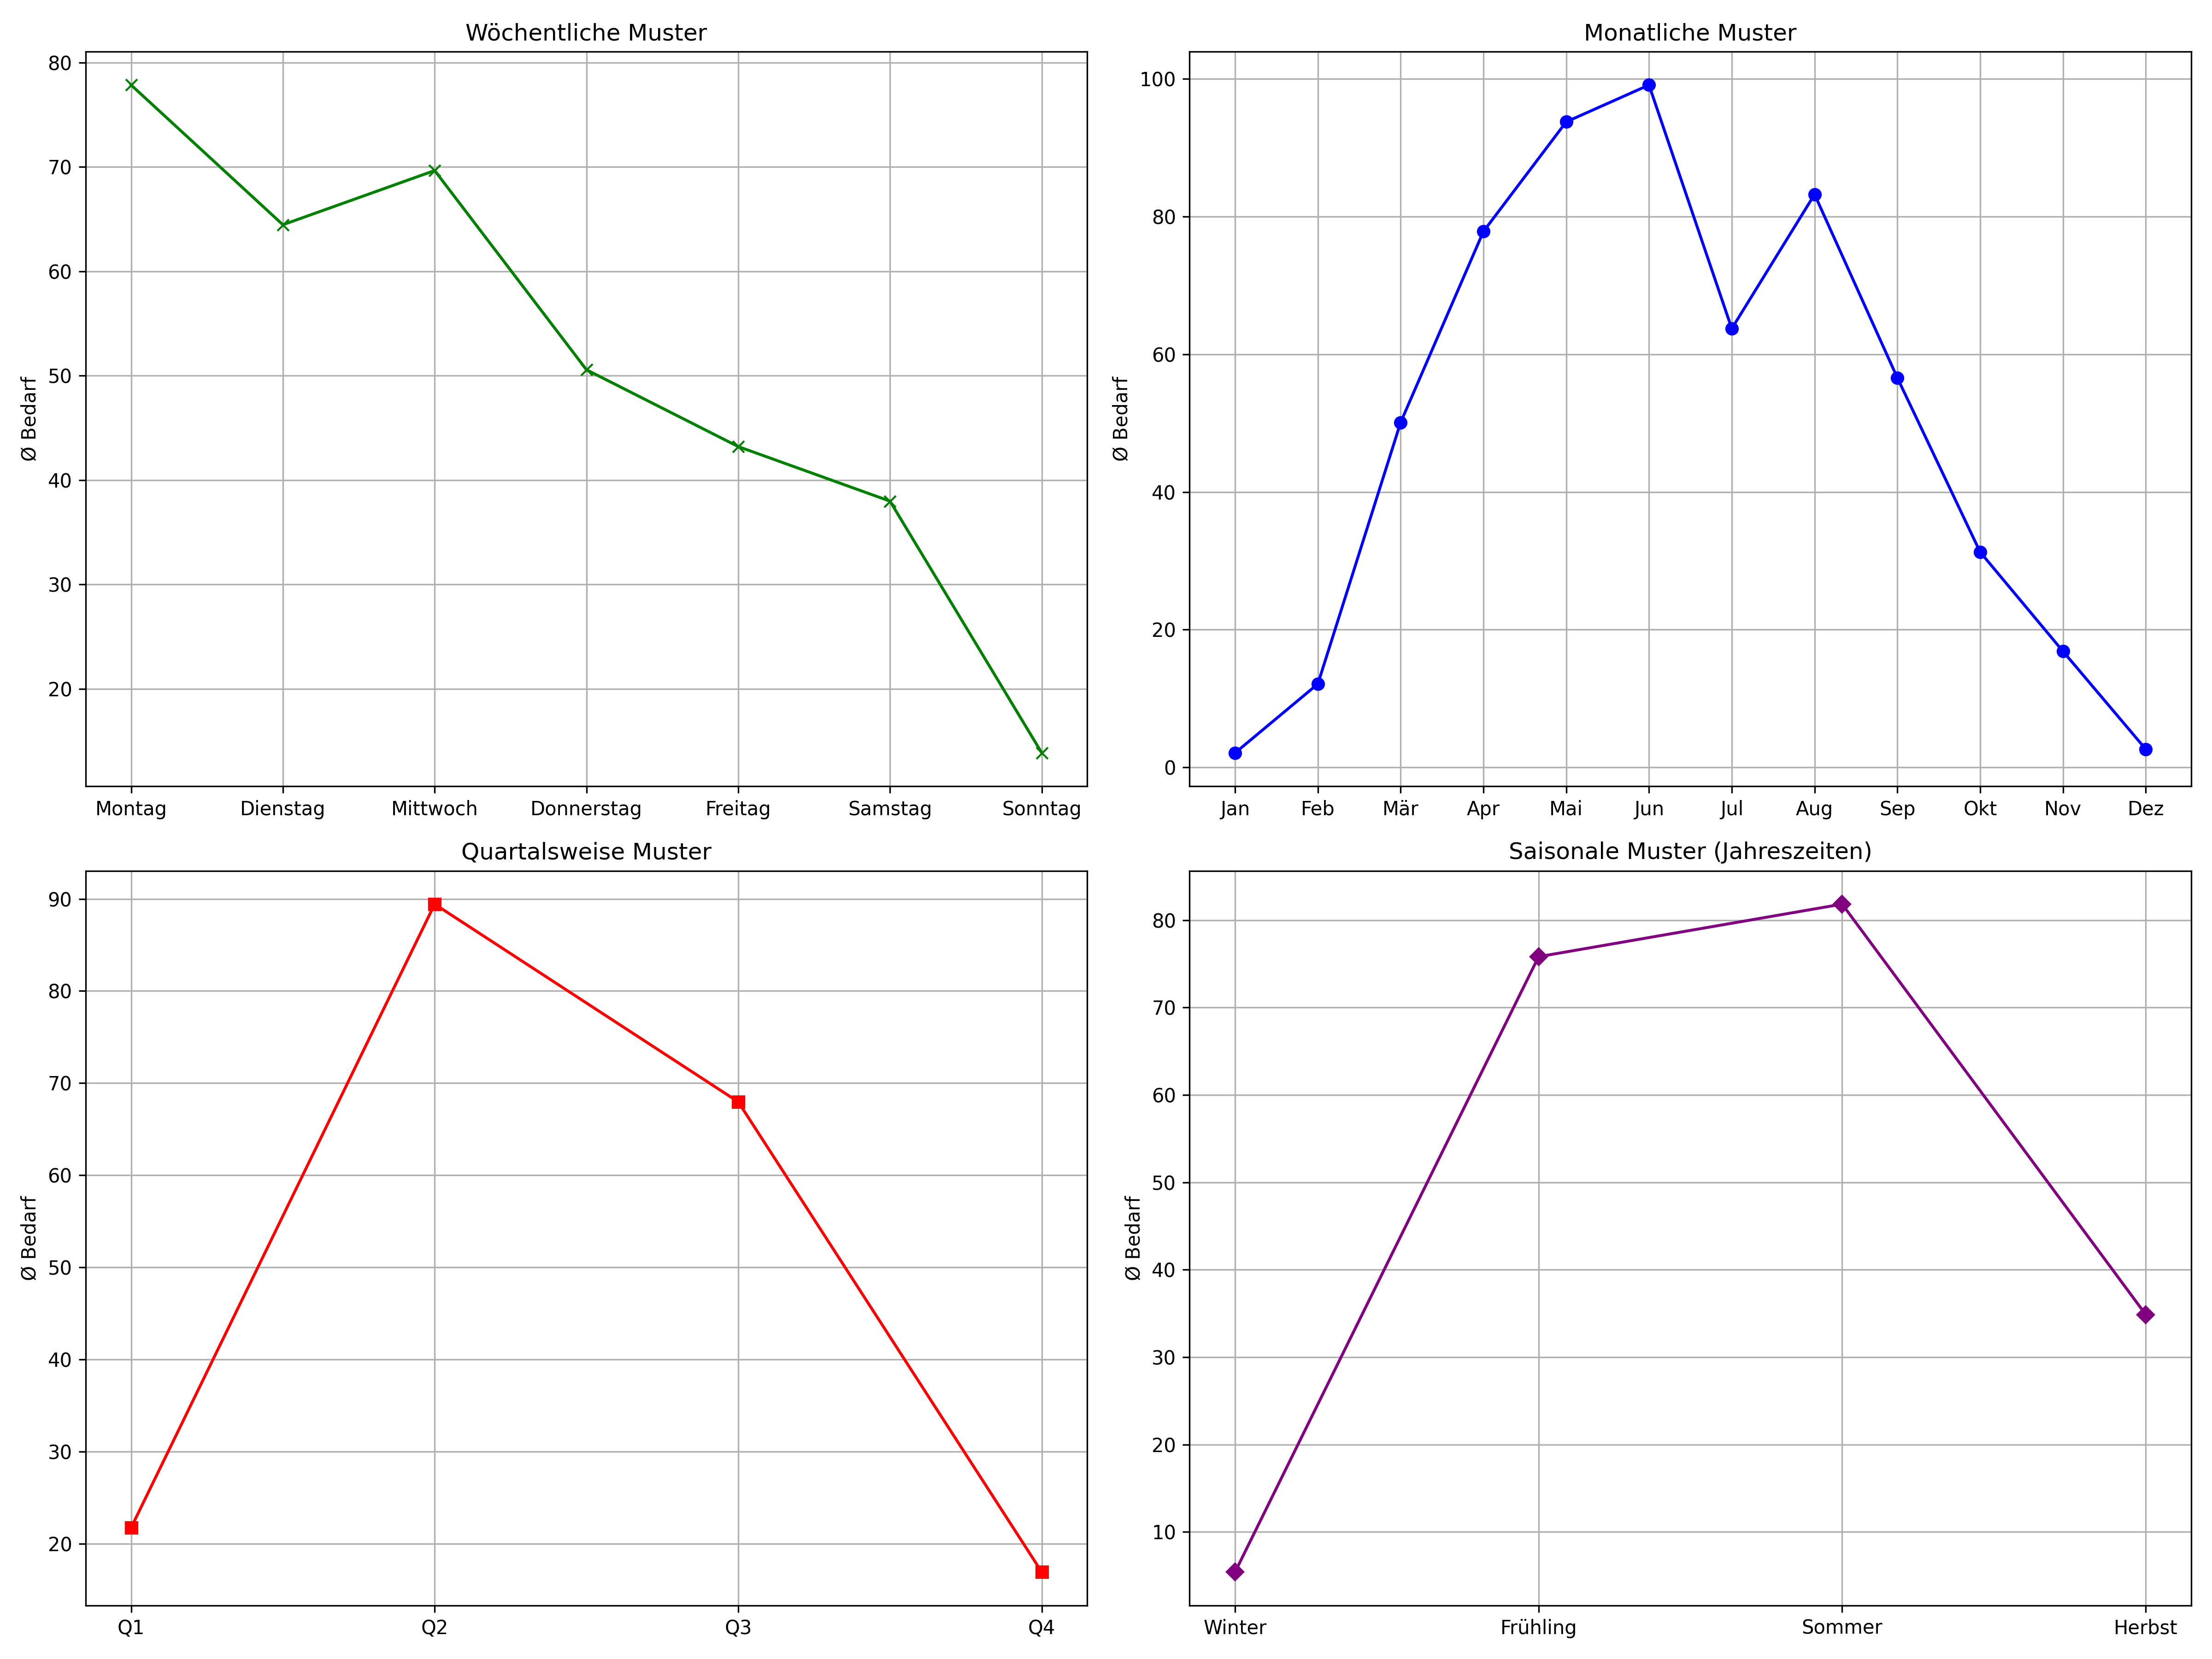 Wöchentliche Muster
80
70
60
50
40
30
20
Ø Bedarf
Montag Dienstag Mittwoch Donnerstag Freitag Samstag Sonntag
Monatliche Muster
100
80
60
40
20
0
Ø Bedarf
Jan Feb Mär Apr Mai Jun Jul Aug Sep Okt Nov Dez
Quartalsweise Muster
90
80
70
60
50
40
30
20
Ø Bedarf
Q1 Q2 Q3 Q4
Saisonale Muster (Jahreszeiten)
80
70
60
50
40
30
20
10
Ø Bedarf
Winter Frühling Sommer Herbst